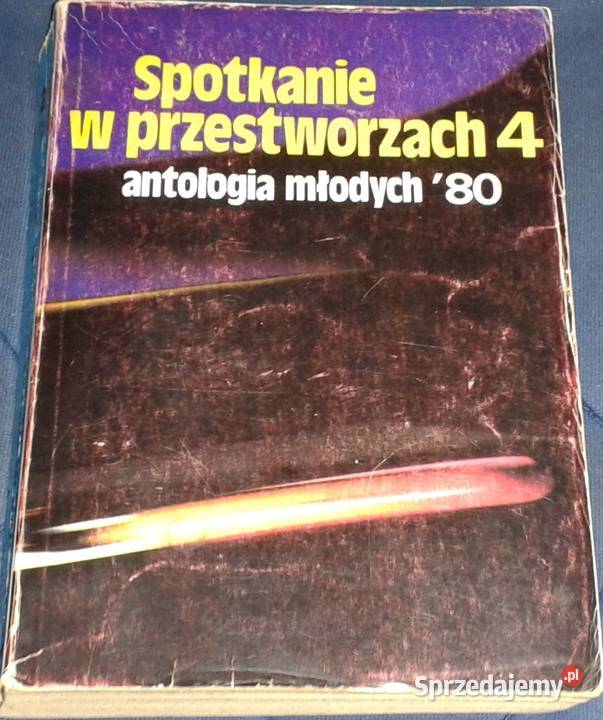 Spotkanie
w przestworzach 4
antologia młodych '80
Sprzedajemy.pl